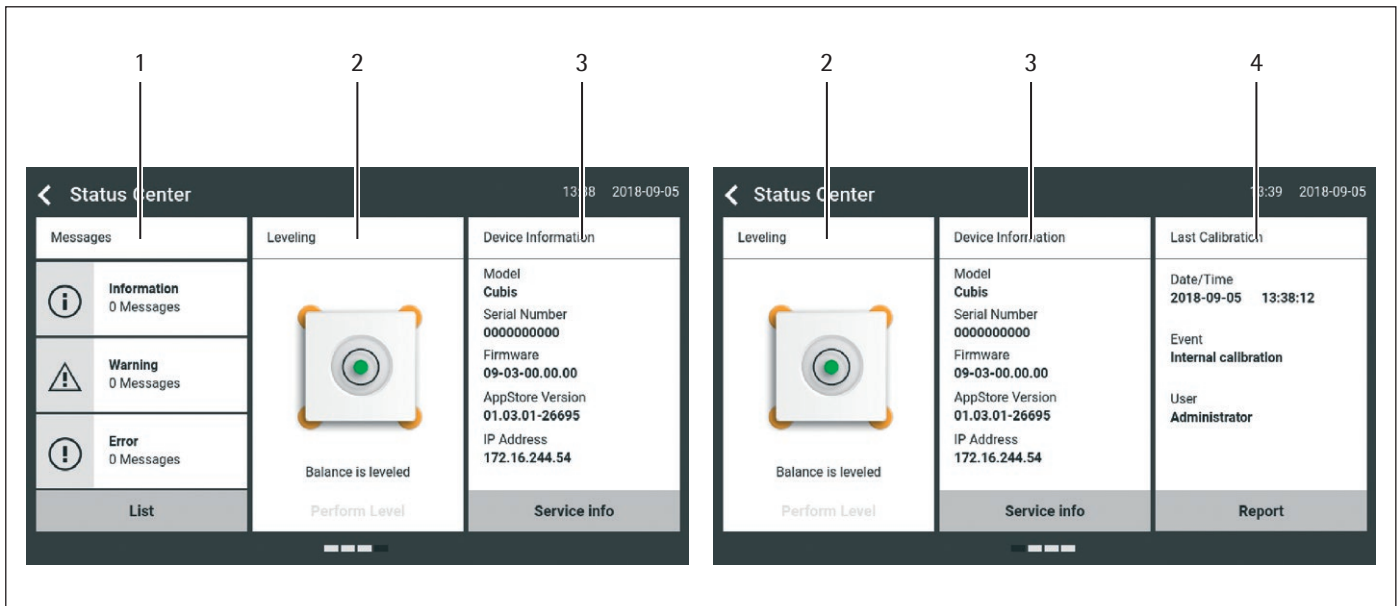 1
2
3
Status Center
13:38 2018-09-05
Messages
Information
0 Messages
Warning
0 Messages
Error
0 Messages
List
Leveling
Balance is leveled
Perform Level
Device Information
Model
Cubis
Serial Number
0000000000
Firmware
09-03-00.00.00
AppStore Version
01.03.01-26695
IP Address
172.16.244.54
Service info
2
3
4
Status Center
13:39 2018-09-05
Leveling
Balance is leveled
Perform Level
Device Information
Model
Cubis
Serial Number
0000000000
Firmware
09-03-00.00.00
AppStore Version
01.03.01-26695
IP Address
172.16.244.54
Service info
Last Calibration
Date/Time
2018-09-05 13:38:12
Event
Internal calibration
User
Administrator
Report